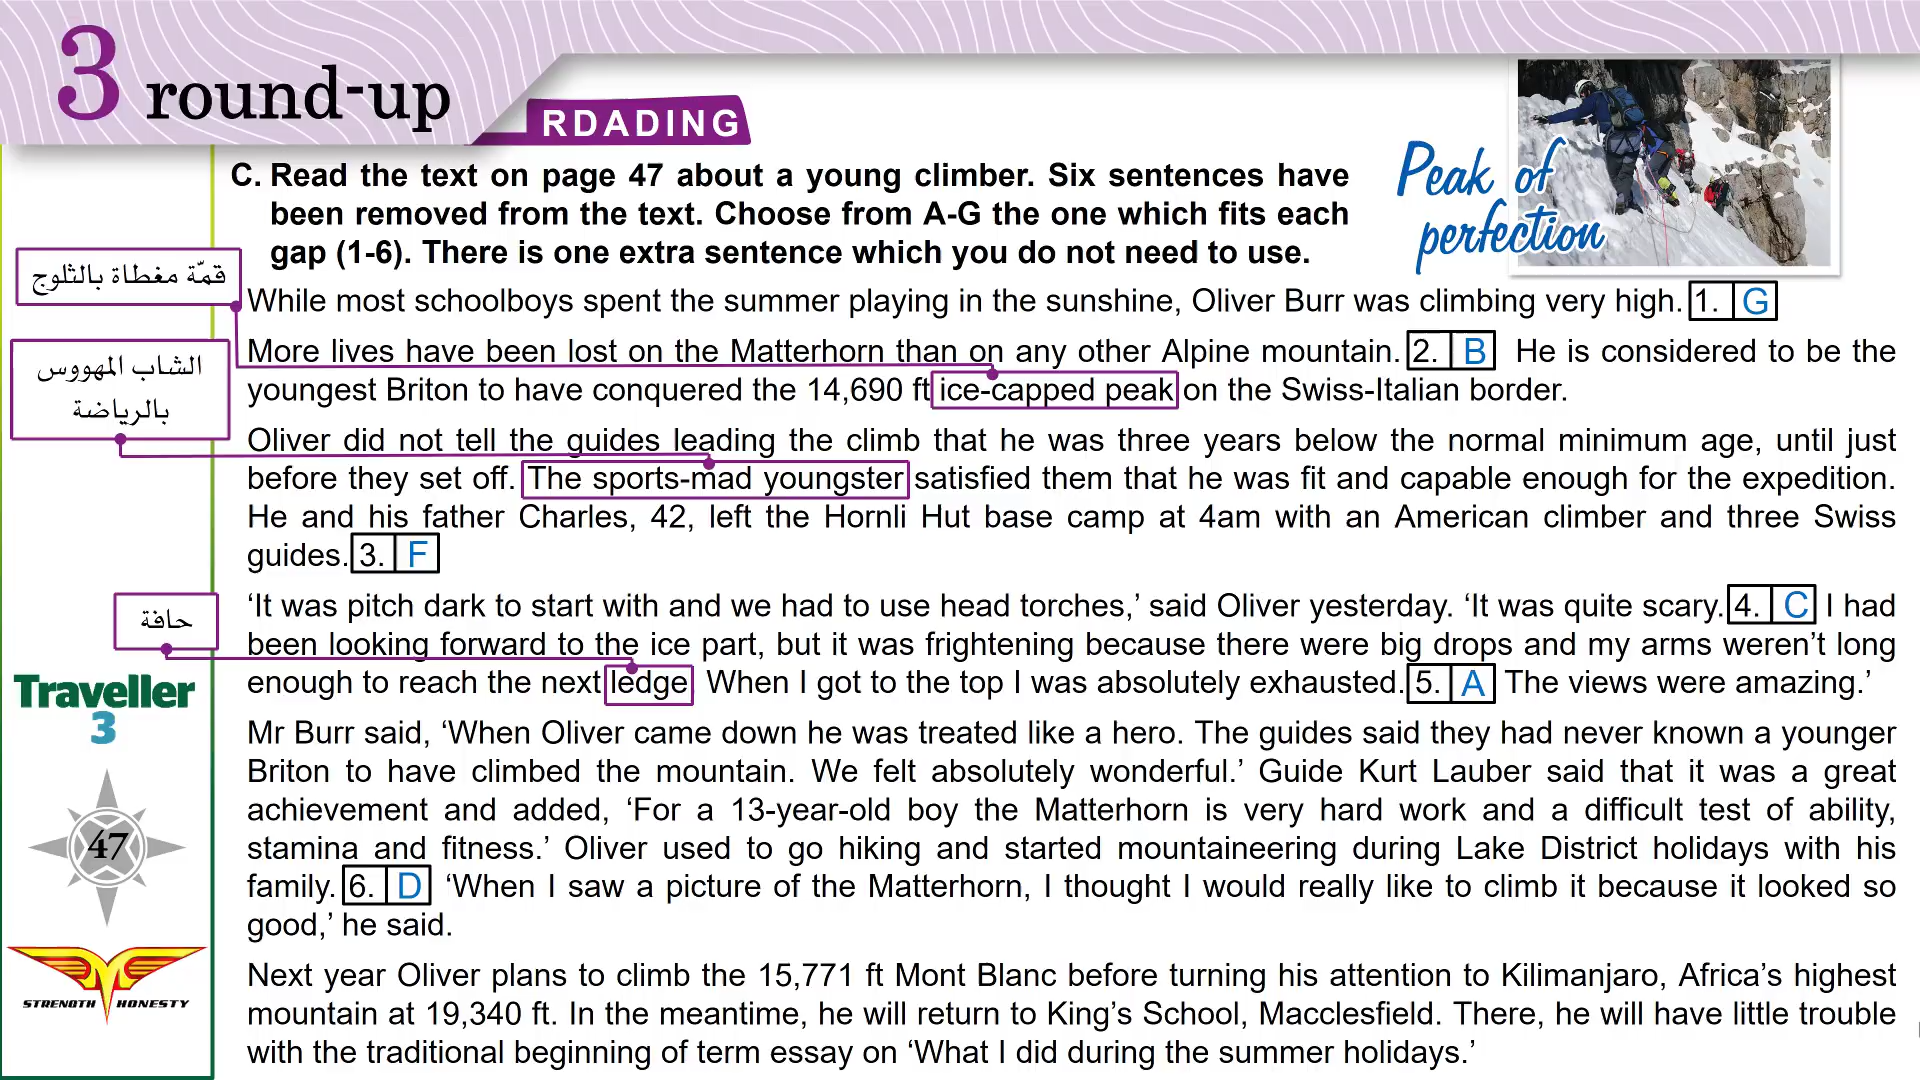 3 round-up
RDADING
C. Read the text on page 47 about a young climber. Six sentences have
been removed from the text. Choose from A-G the one which fits each
gap (1-6). There is one extra sentence which you do not need to use.
Peak of
perfection
قمّة مغطاة بالثلوج
While most schoolboys spent the summer playing in the sunshine, Oliver Burr was climbing very high. 1. G
More lives have been lost on the Matterhorn than on any other Alpine mountain. 2. B He is considered to be the
youngest Briton to have conquered the 14,690 ft ice-capped peak on the Swiss-Italian border.
الشاب المهووس
بالرياضة
Oliver did not tell the guides leading the climb that he was three years below the normal minimum age, until just
before they set off. The sports-mad youngster satisfied them that he was fit and capable enough for the expedition.
He and his father Charles, 42, left the Hornli Hut base camp at 4am with an American climber and three Swiss
guides. 3. F
حافة
‘It was pitch dark to start with and we had to use head torches,’ said Oliver yesterday. ‘It was quite scary. 4. C I had
been looking forward to the ice part, but it was frightening because there were big drops and my arms weren’t long
enough to reach the next ledge When I got to the top I was absolutely exhausted. 5. A The views were amazing.’
Mr Burr said, ‘When Oliver came down he was treated like a hero. The guides said they had never known a younger
Briton to have climbed the mountain. We felt absolutely wonderful.’ Guide Kurt Lauber said that it was a great
achievement and added, ‘For a 13-year-old boy the Matterhorn is very hard work and a difficult test of ability,
stamina and fitness.’ Oliver used to go hiking and started mountaineering during Lake District holidays with his
family. 6. D ‘When I saw a picture of the Matterhorn, I thought I would really like to climb it because it looked so
good,’ he said.
Next year Oliver plans to climb the 15,771 ft Mont Blanc before turning his attention to Kilimanjaro, Africa’s highest
mountain at 19,340 ft. In the meantime, he will return to King’s School, Macclesfield. There, he will have little trouble
with the traditional beginning of term essay on ‘What I did during the summer holidays.’
Traveller
3
47
STRENGTH HONESTY